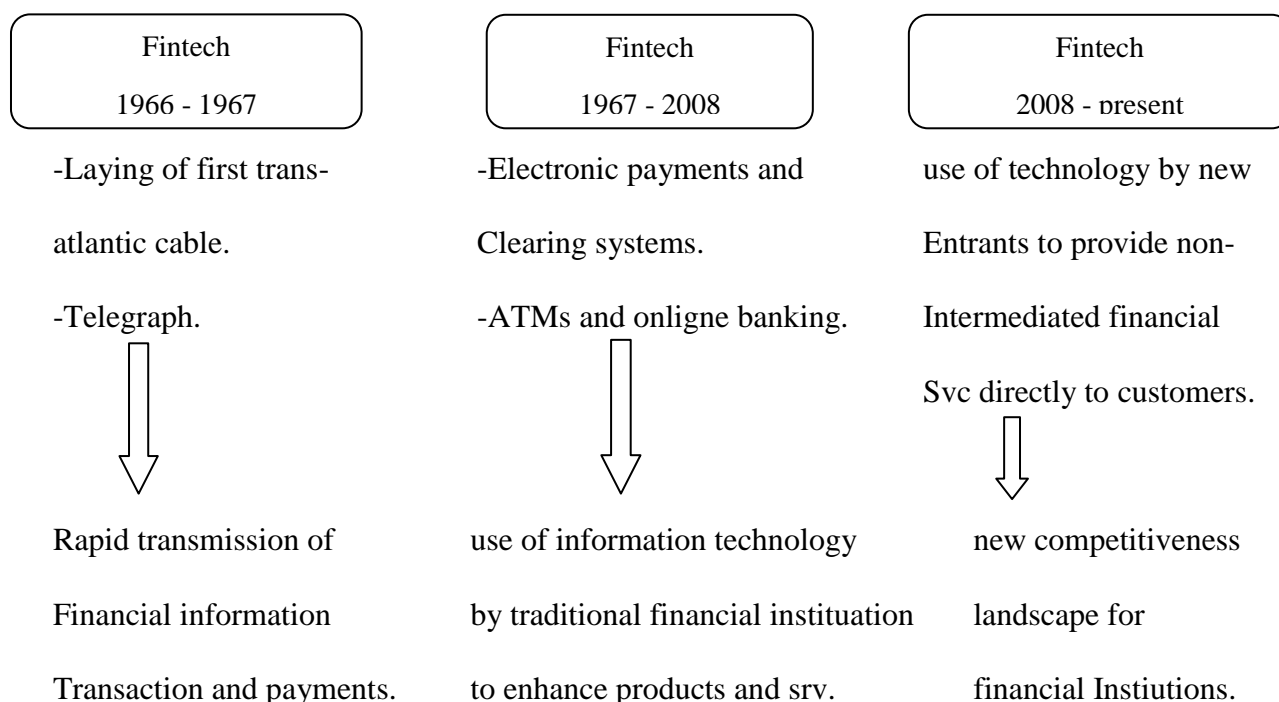 Fintech
1966 - 1967
-Laying of first trans-
atlantic cable.
-Telegraph.
Rapid transmission of
Financial information
Transaction and payments.
Fintech
1967 - 2008
-Electronic payments and
Clearing systems.
-ATMs and onligne banking.
use of information technology
by traditional financial instituation
to enhance products and srv.
Fintech
2008 - present
use of technology by new
Entrants to provide non-
Intermediated financial
Svc directly to customers.
new competitiveness
landscape for
financial Instiutions.